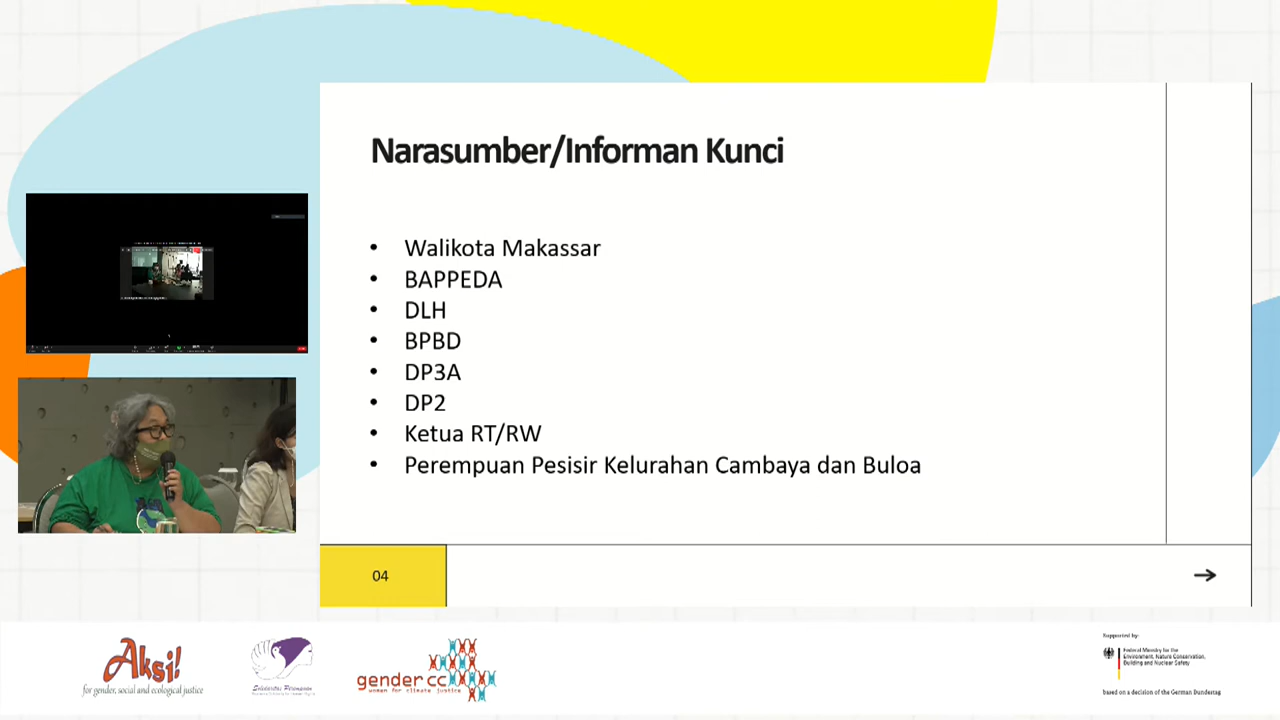 Narasumber/Informan Kunci
• Walikota Makassar
• BAPPEDA
• DLH
• BPBD
• DP3A
• DP2
• Ketua RT/RW
• Perempuan Pesisir Kelurahan Cambaya dan Buloa
04
Aksi!
for gender, social and ecological justice
Solidaritas Perempuan
gender cc
women for climate justice
Supported by:
Federal Ministry for the
Environment, Nature Conservation,
Building and Nuclear Safety
based on a decision of the German Bundestag